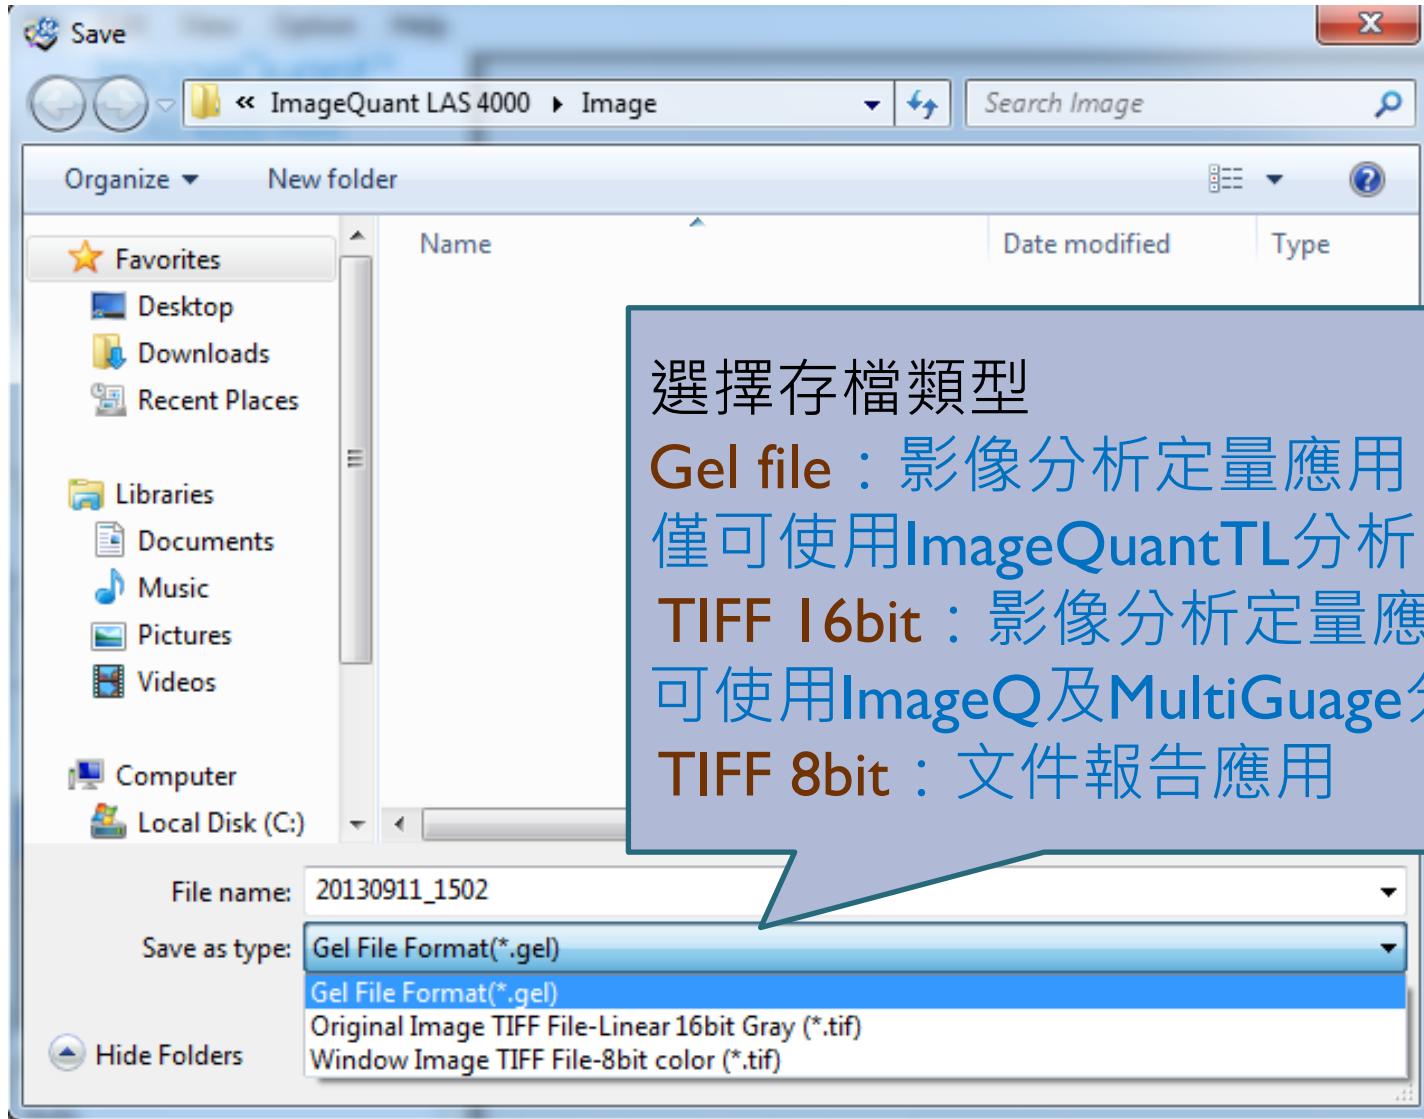 Save
« ImageQuant LAS 4000 ▸ Image
Search Image
Organize
New folder
Name
Date modified
Type
Favorites
Desktop
Downloads
Recent Places
Libraries
Documents
Music
Pictures
Videos
Computer
Local Disk (C:)
選擇存檔類型
Gel file：影像分析定量應用
僅可使用ImageQuantTL分析
TIFF 16bit：影像分析定量應
可使用ImageQ及MultiGuage分
TIFF 8bit：文件報告應用
File name: 20130911_1502
Save as type: Gel File Format(*.gel)
Gel File Format(*.gel)
Original Image TIFF File-Linear 16bit Gray (*.tif)
Window Image TIFF File-8bit color (*.tif)
Hide Folders